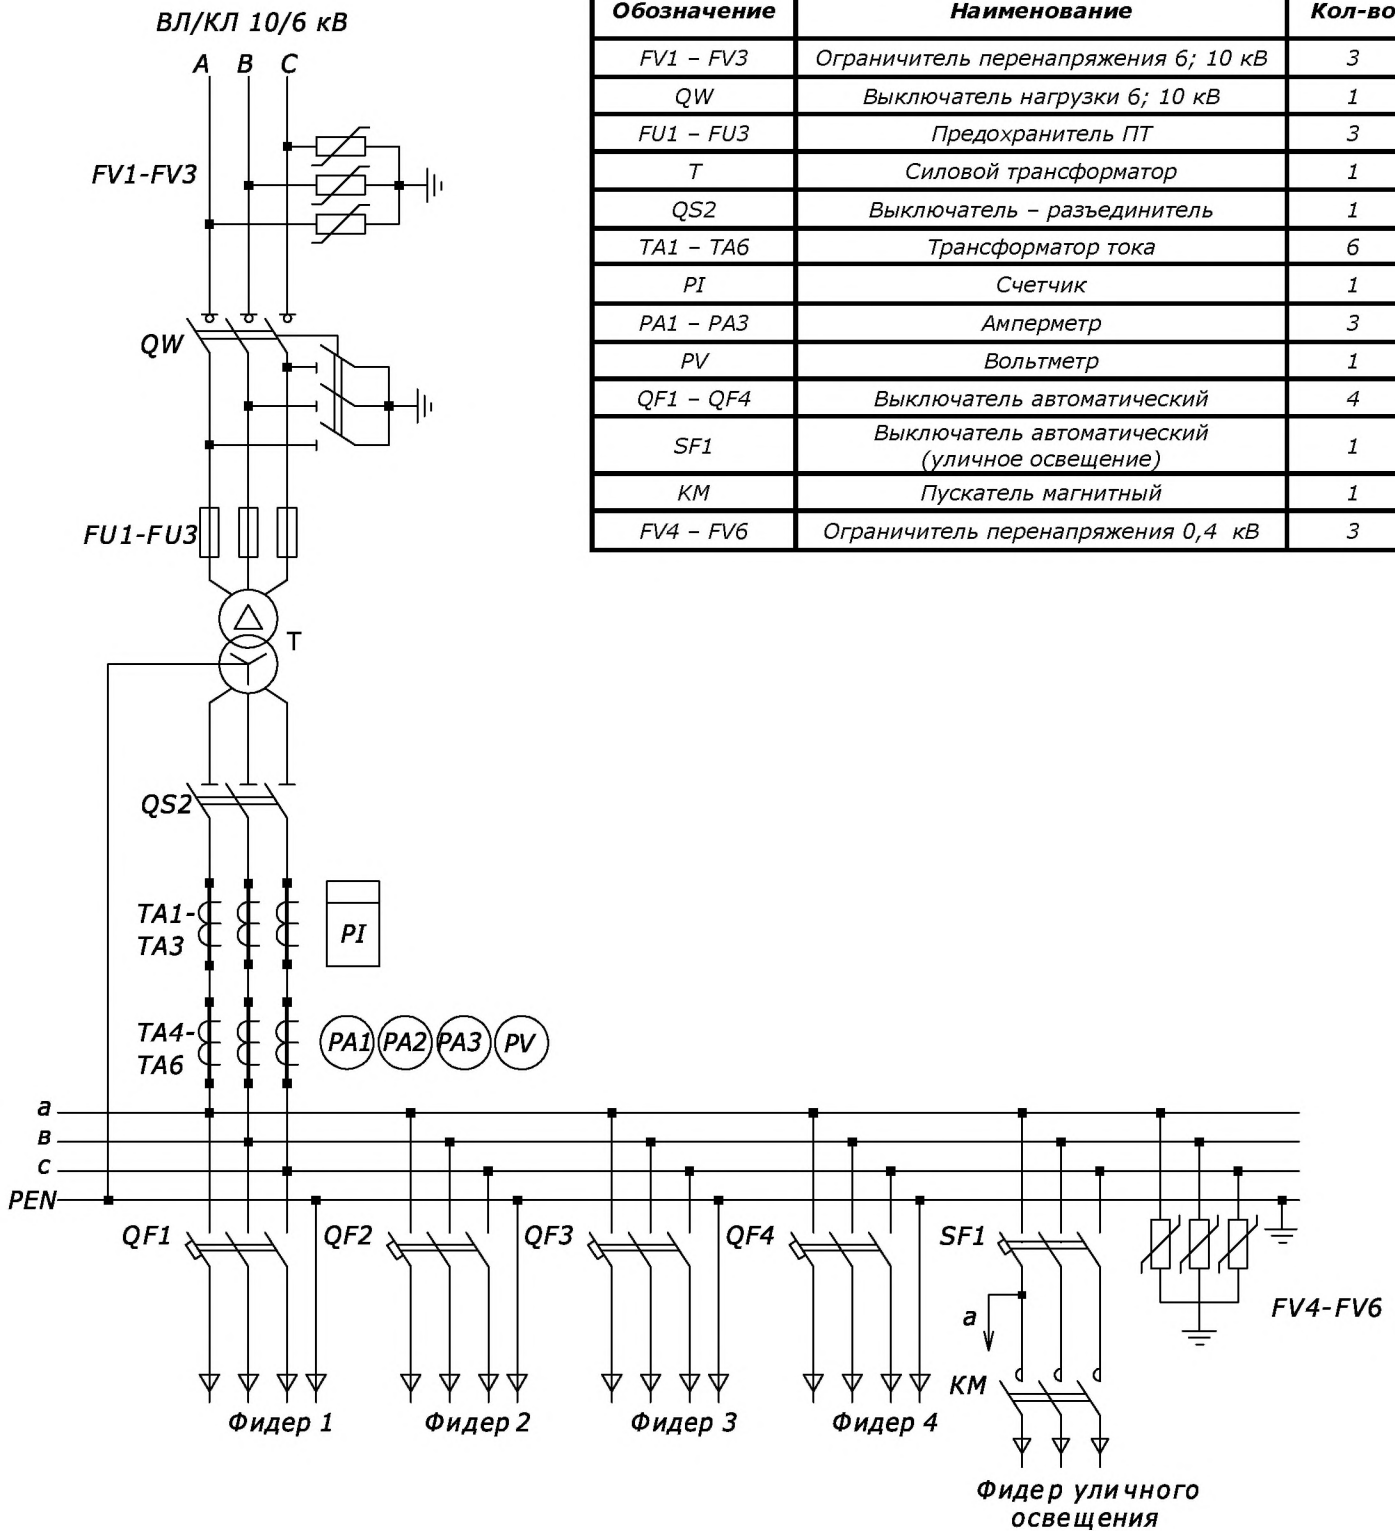 ВЛ/КЛ 10/6 кВ
A B C
FV1-FV3
QW
FU1-FU3
T
QS2
TA1-
TA3
PI
TA4-
TA6
PA1 PA2 PA3 PV
a
в
c
PEN
QF1 QF2 QF3 QF4 SF1
FV4-FV6
a
KM
Фидер 1 Фидер 2 Фидер 3 Фидер 4
Фидер уличного
освещения
Обозначение Наименование Кол-во
FV1 – FV3 Ограничитель перенапряжения 6; 10 кВ 3
QW Выключатель нагрузки 6; 10 кВ 1
FU1 – FU3 Предохранитель ПТ 3
T Силовой трансформатор 1
QS2 Выключатель – разъединитель 1
TA1 – TA6 Трансформатор тока 6
PI Счетчик 1
PA1 – PA3 Амперметр 3
PV Вольтметр 1
QF1 – QF4 Выключатель автоматический 4
SF1 Выключатель автоматический 1
(уличное освещение)
KM Пускатель магнитный 1
FV4 – FV6 Ограничитель перенапряжения 0,4 кВ 3